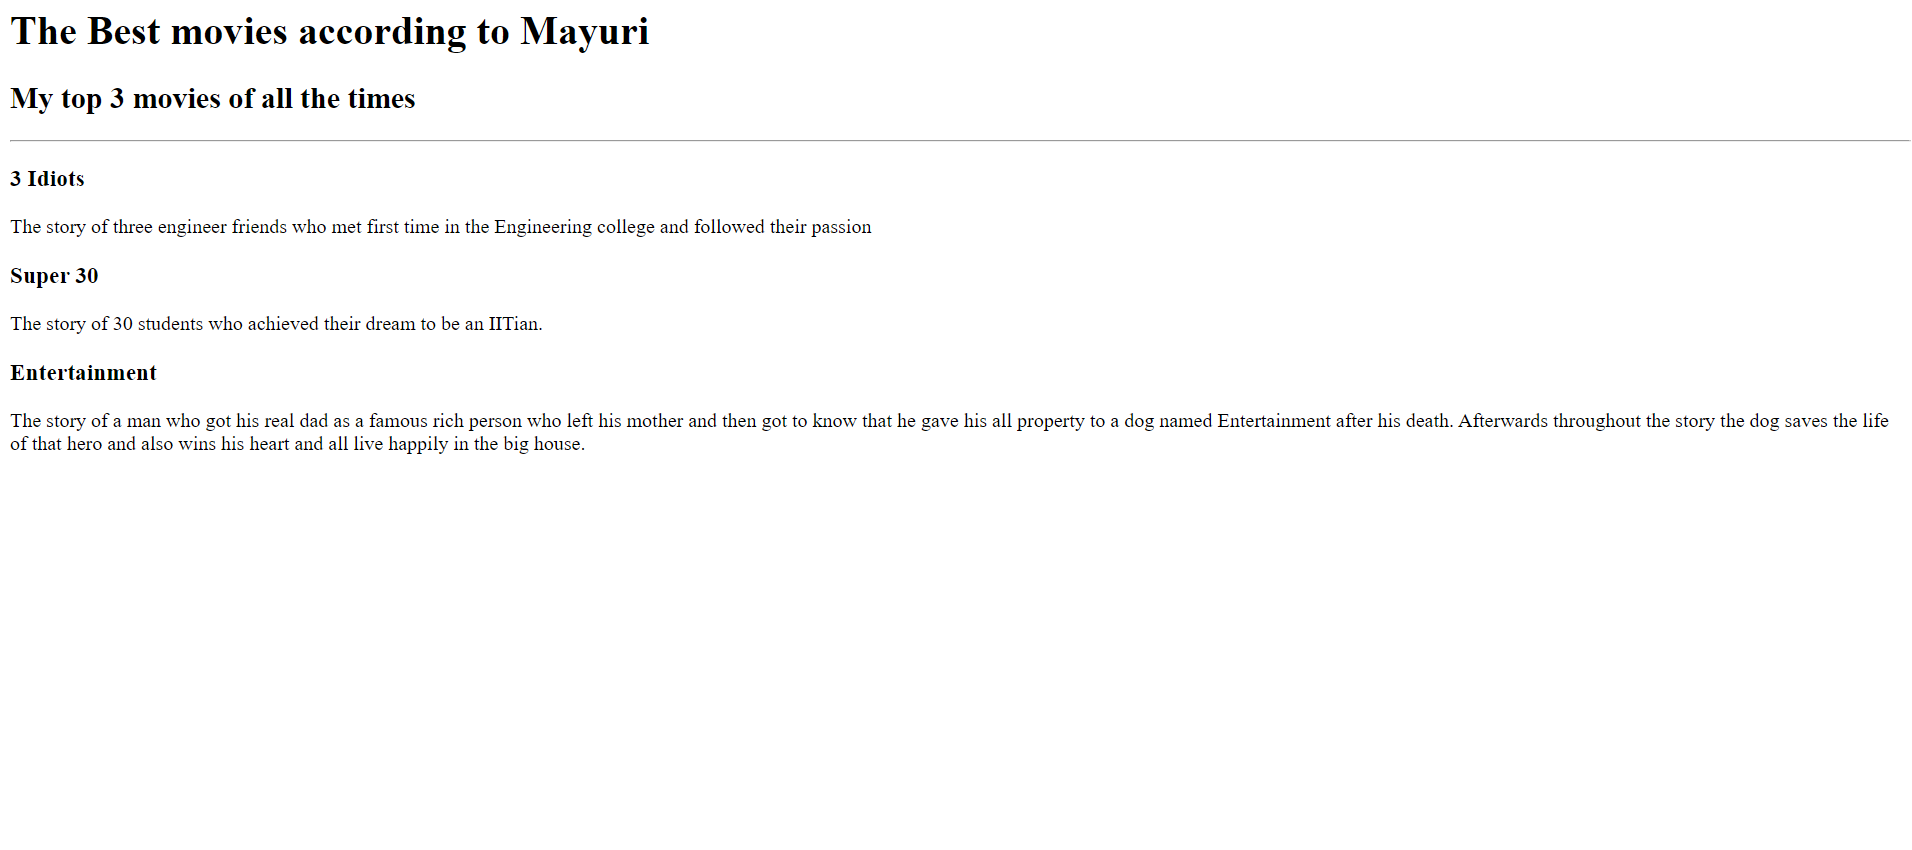 The Best movies according to Mayuri
My top 3 movies of all the times
3 Idiots
The story of three engineer friends who met first time in the Engineering college and followed their passion
Super 30
The story of 30 students who achieved their dream to be an IITian.
Entertainment
The story of a man who got his real dad as a famous rich person who left his mother and then got to know that he gave his all property to a dog named Entertainment after his death. Afterwards throughout the story the dog saves the life
of that hero and also wins his heart and all live happily in the big house.